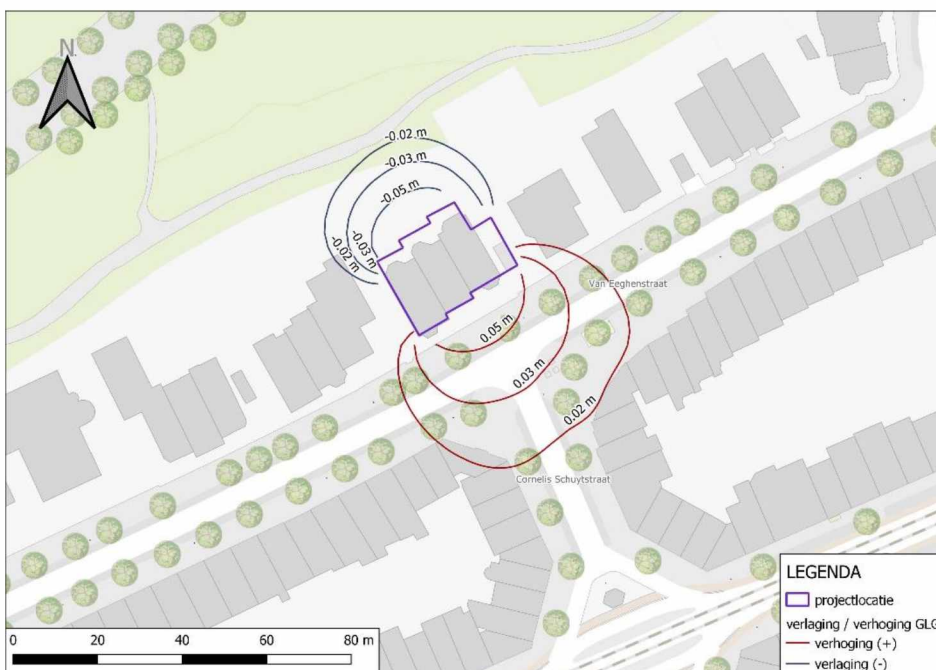 N
-0.02 m
-0.03 m
-0.05 m
-0.03 m
-0.02 m
Van Eeghenstraat
0.05 m
0.03 m
0.02 m
Cornelis Schuytstraat
LEGENDA
projectlocatie
verlaging / verhoging GLG
verhoging (+)
verlaging (-)
0 20 40 60 80 m